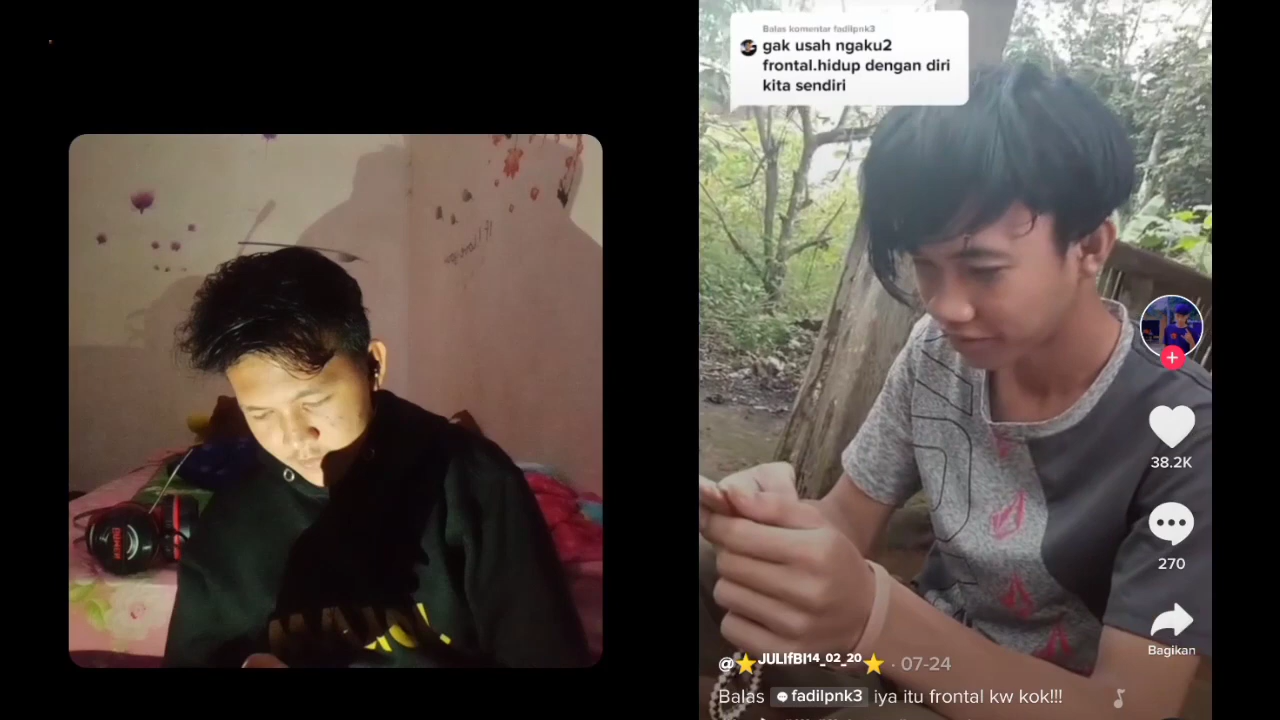 Balas komentar fadilpnk3
gak usah ngaku2
frontal.hidup dengan diri
kita sendiri
38.2K
270
Bagikan
@⭐JULIfBI¹⁴_⁰²_²⁰⭐ · 07-24
Balas fadilpnk3 iya itu frontal kw kok!!!